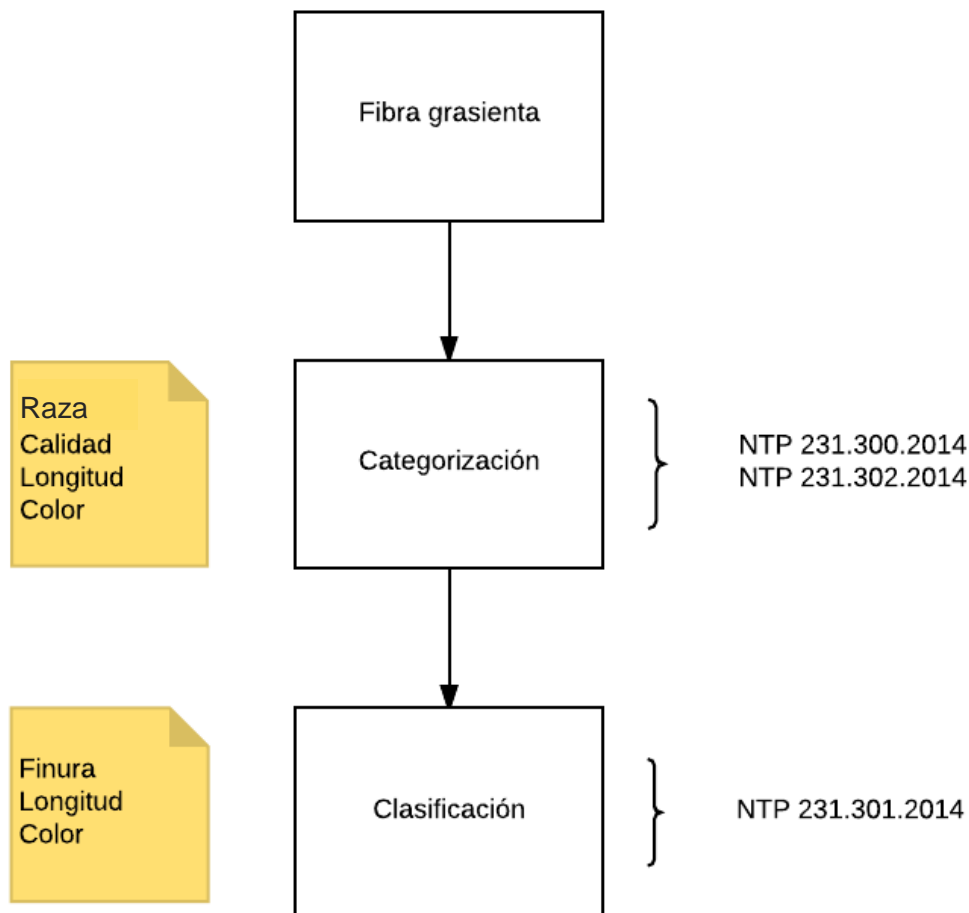 Fibra grasienta
Raza
Calidad
Longitud
Color
Categorización
NTP 231.300.2014
NTP 231.302.2014
Finura
Longitud
Color
Clasificación
NTP 231.301.2014